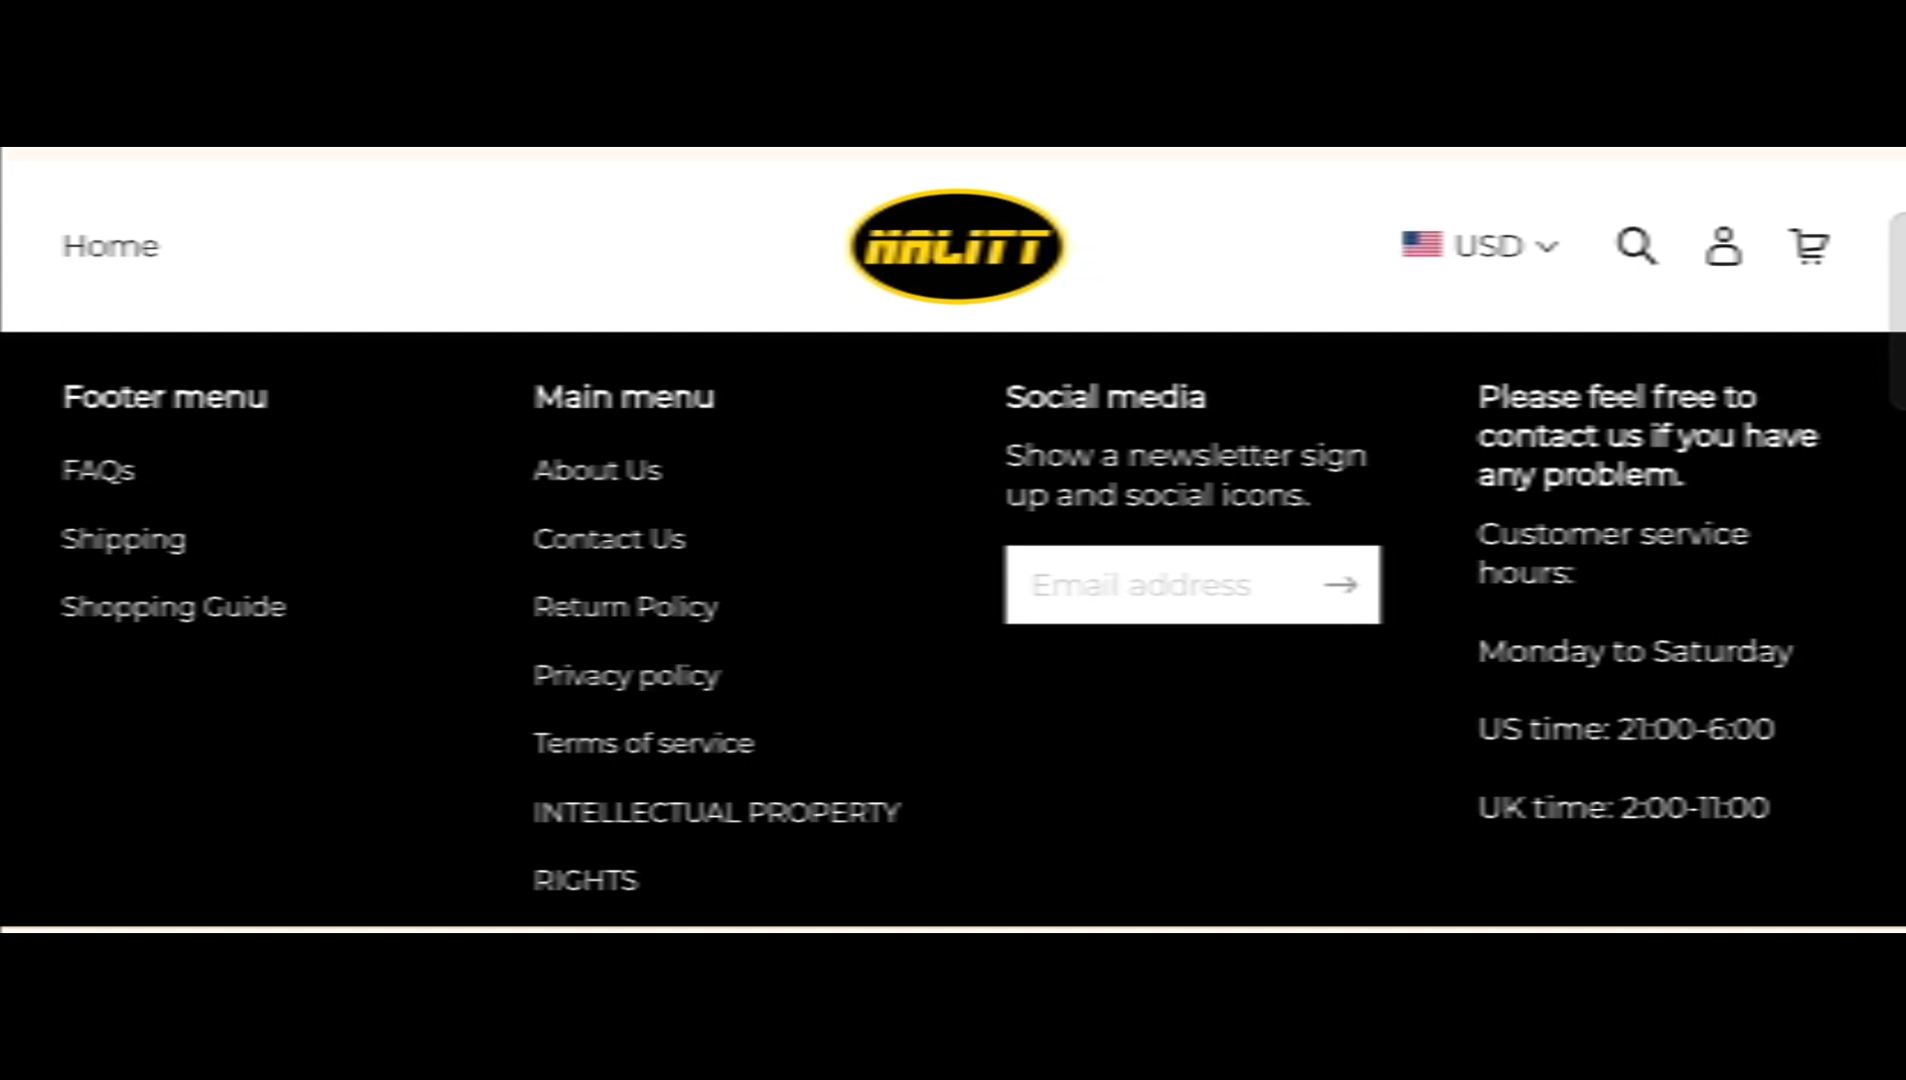 Home
NALITT
USD
Footer menu
FAQs
Shipping
Shopping Guide
Main menu
About Us
Contact Us
Return Policy
Privacy policy
Terms of service
INTELLECTUAL PROPERTY
RIGHTS
Social media
Show a newsletter sign
up and social icons.
Email address
Please feel free to
contact us if you have
any problem.
Customer service
hours:
Monday to Saturday
US time: 21:00-6:00
UK time: 2:00-11:00